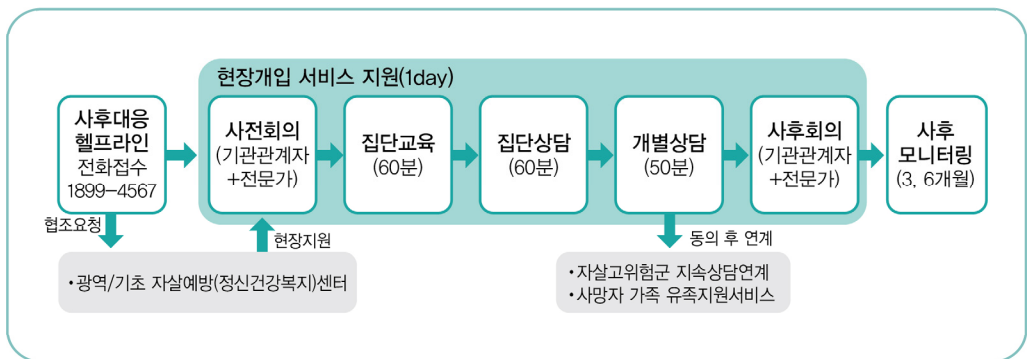 현장개입 서비스 지원(1day)
사후대응
헬프라인
전화접수
1899-4567
사전회의
(기관관계자
+전문가)
집단교육
(60분)
집단상담
(60분)
개별상담
(50분)
사후회의
(기관관계자
+전문가)
사후
모니터링
(3, 6개월)
협조요청
현장지원
동의 후 연계
•광역/기초 자살예방(정신건강복지)센터
•자살고위험군 지속상담연계
•사망자 가족 유족지원서비스